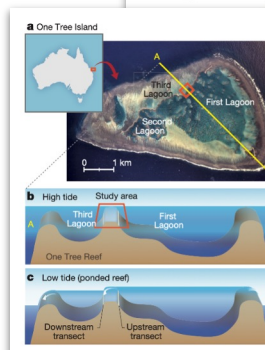 a One Tree Island
A
Third
Lagoon
First Lagoon
Second
Lagoon
0 1 km
b High tide Study area
A
Third
Lagoon
First
Lagoon
One Tree Reef
c Low tide (ponded reef)
Downstream
transect
Upstream
transect